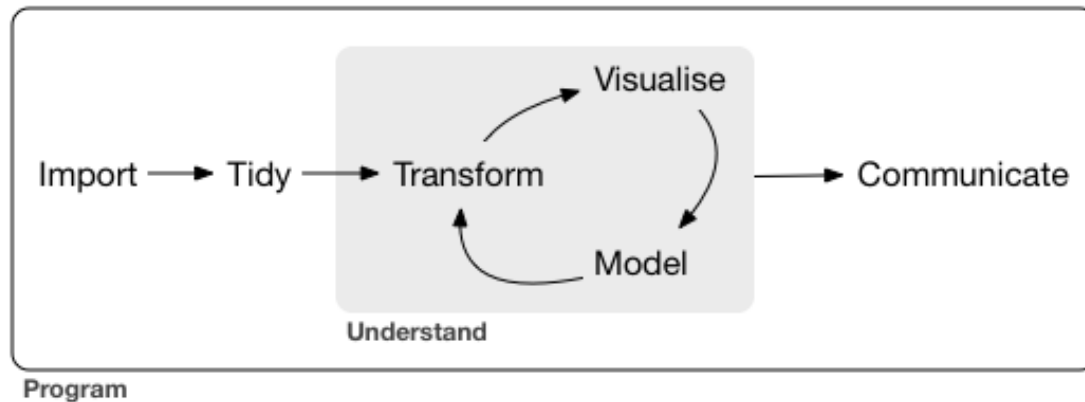 Visualise
Import
Tidy
Transform
Communicate
Model
Understand
Program